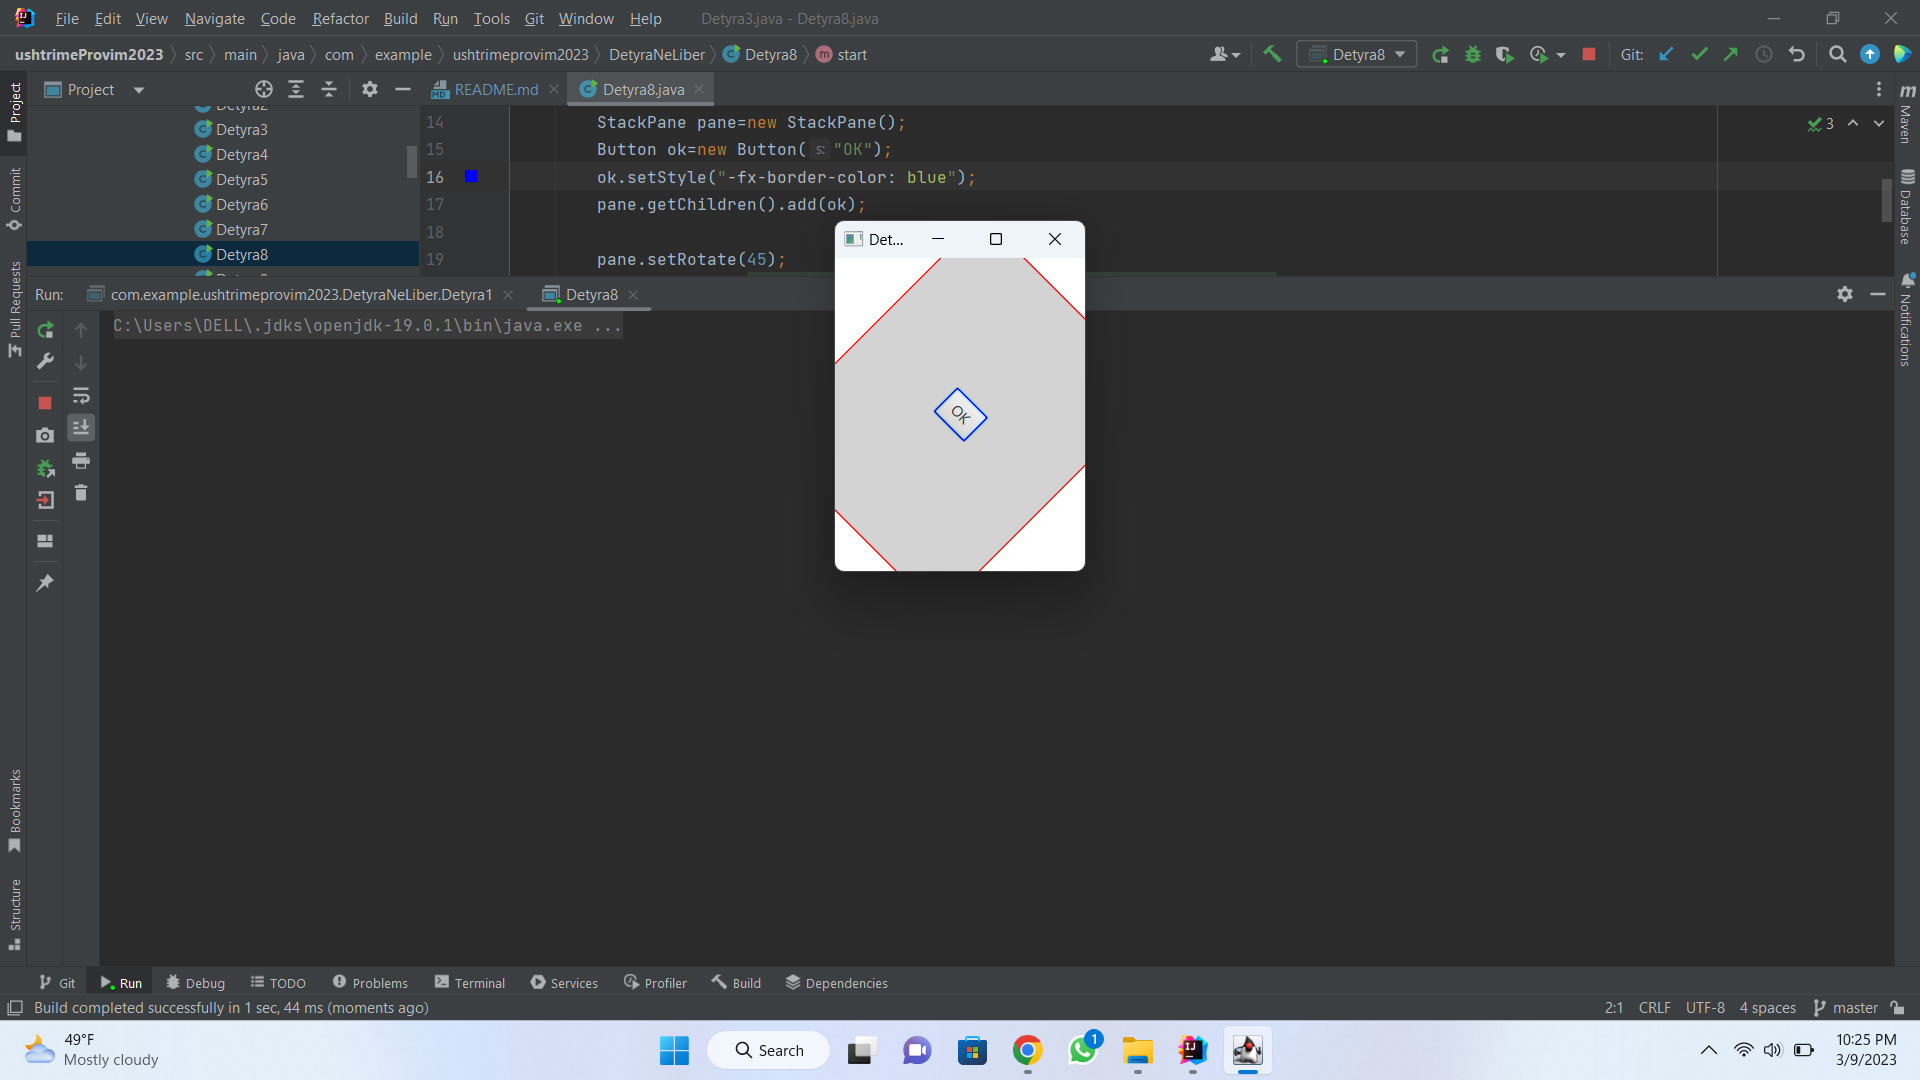 File Edit View Navigate Code Refactor Build Run Tools Git Window Help Detyra3.java - Detyra8.java
ushtrimeProvim2023 src main java com example ushtrimeprovim2023 DetyraNeLiber Detyra8 start Detyra8 Git:
Project README.md Detyra8.java
Detyra2
Detyra3
Detyra4
Detyra5
Detyra6
Detyra7
Detyra8
14 StackPane pane=new StackPane();
15 Button ok=new Button( s: "OK");
16 ok.setStyle("-fx-border-color: blue");
17 pane.getChildren().add(ok);
18
19 pane.setRotate(45);
3
Det...
OK
Run: com.example.ushtrimeprovim2023.DetyraNeLiber.Detyra1 Detyra8
C:\Users\DELL\.jdks\openjdk-19.0.1\bin\java.exe ...
Project
Commit
Pull Requests
Bookmarks
Structure
Maven
Database
Notifications
Git Run Debug TODO Problems Terminal Services Profiler Build Dependencies
Build completed successfully in 1 sec, 44 ms (moments ago) 2:1 CRLF UTF-8 4 spaces master
49°F
Mostly cloudy
Search
1
10:25 PM
3/9/2023